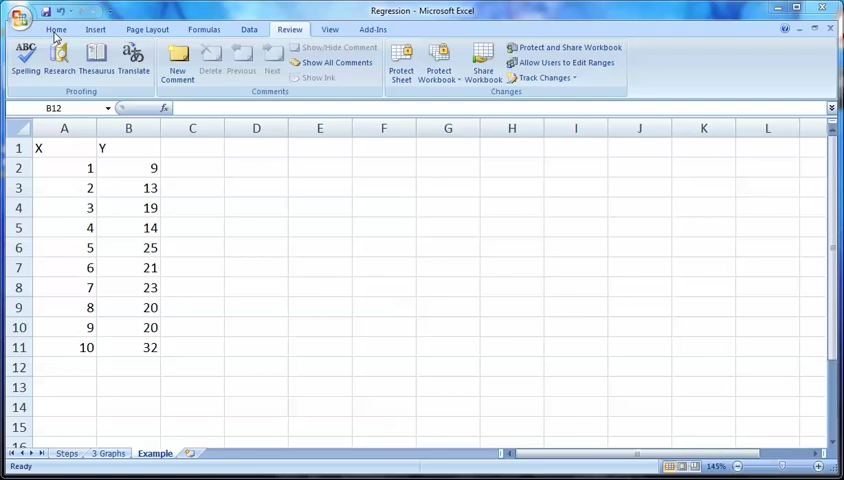 Regression - Microsoft Excel
Home Insert Page Layout Formulas Data Review View Add-Ins
ABC
Spelling Research Thesaurus Translate
Proofing
New Comment Delete Previous Next
Show/Hide Comment
Show All Comments
Show Ink
Comments
Protect Sheet Protect Workbook Share Workbook
Protect and Share Workbook
Allow Users to Edit Ranges
Track Changes
Changes
B12 fx
A B C D E F G H I J K L
1 X Y
2 1 9
3 2 13
4 3 19
5 4 14
6 5 25
7 6 21
8 7 23
9 8 20
10 9 20
11 10 32
12
13
14
15
16
Steps 3 Graphs Example
Ready 145%